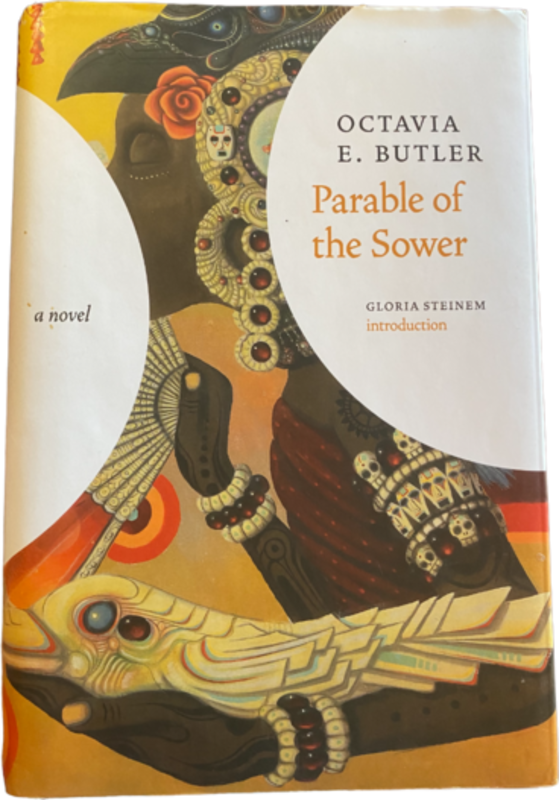 OCTAVIA
E. BUTLER
Parable of
the Sower
GLORIA STEINEM
introduction
a novel